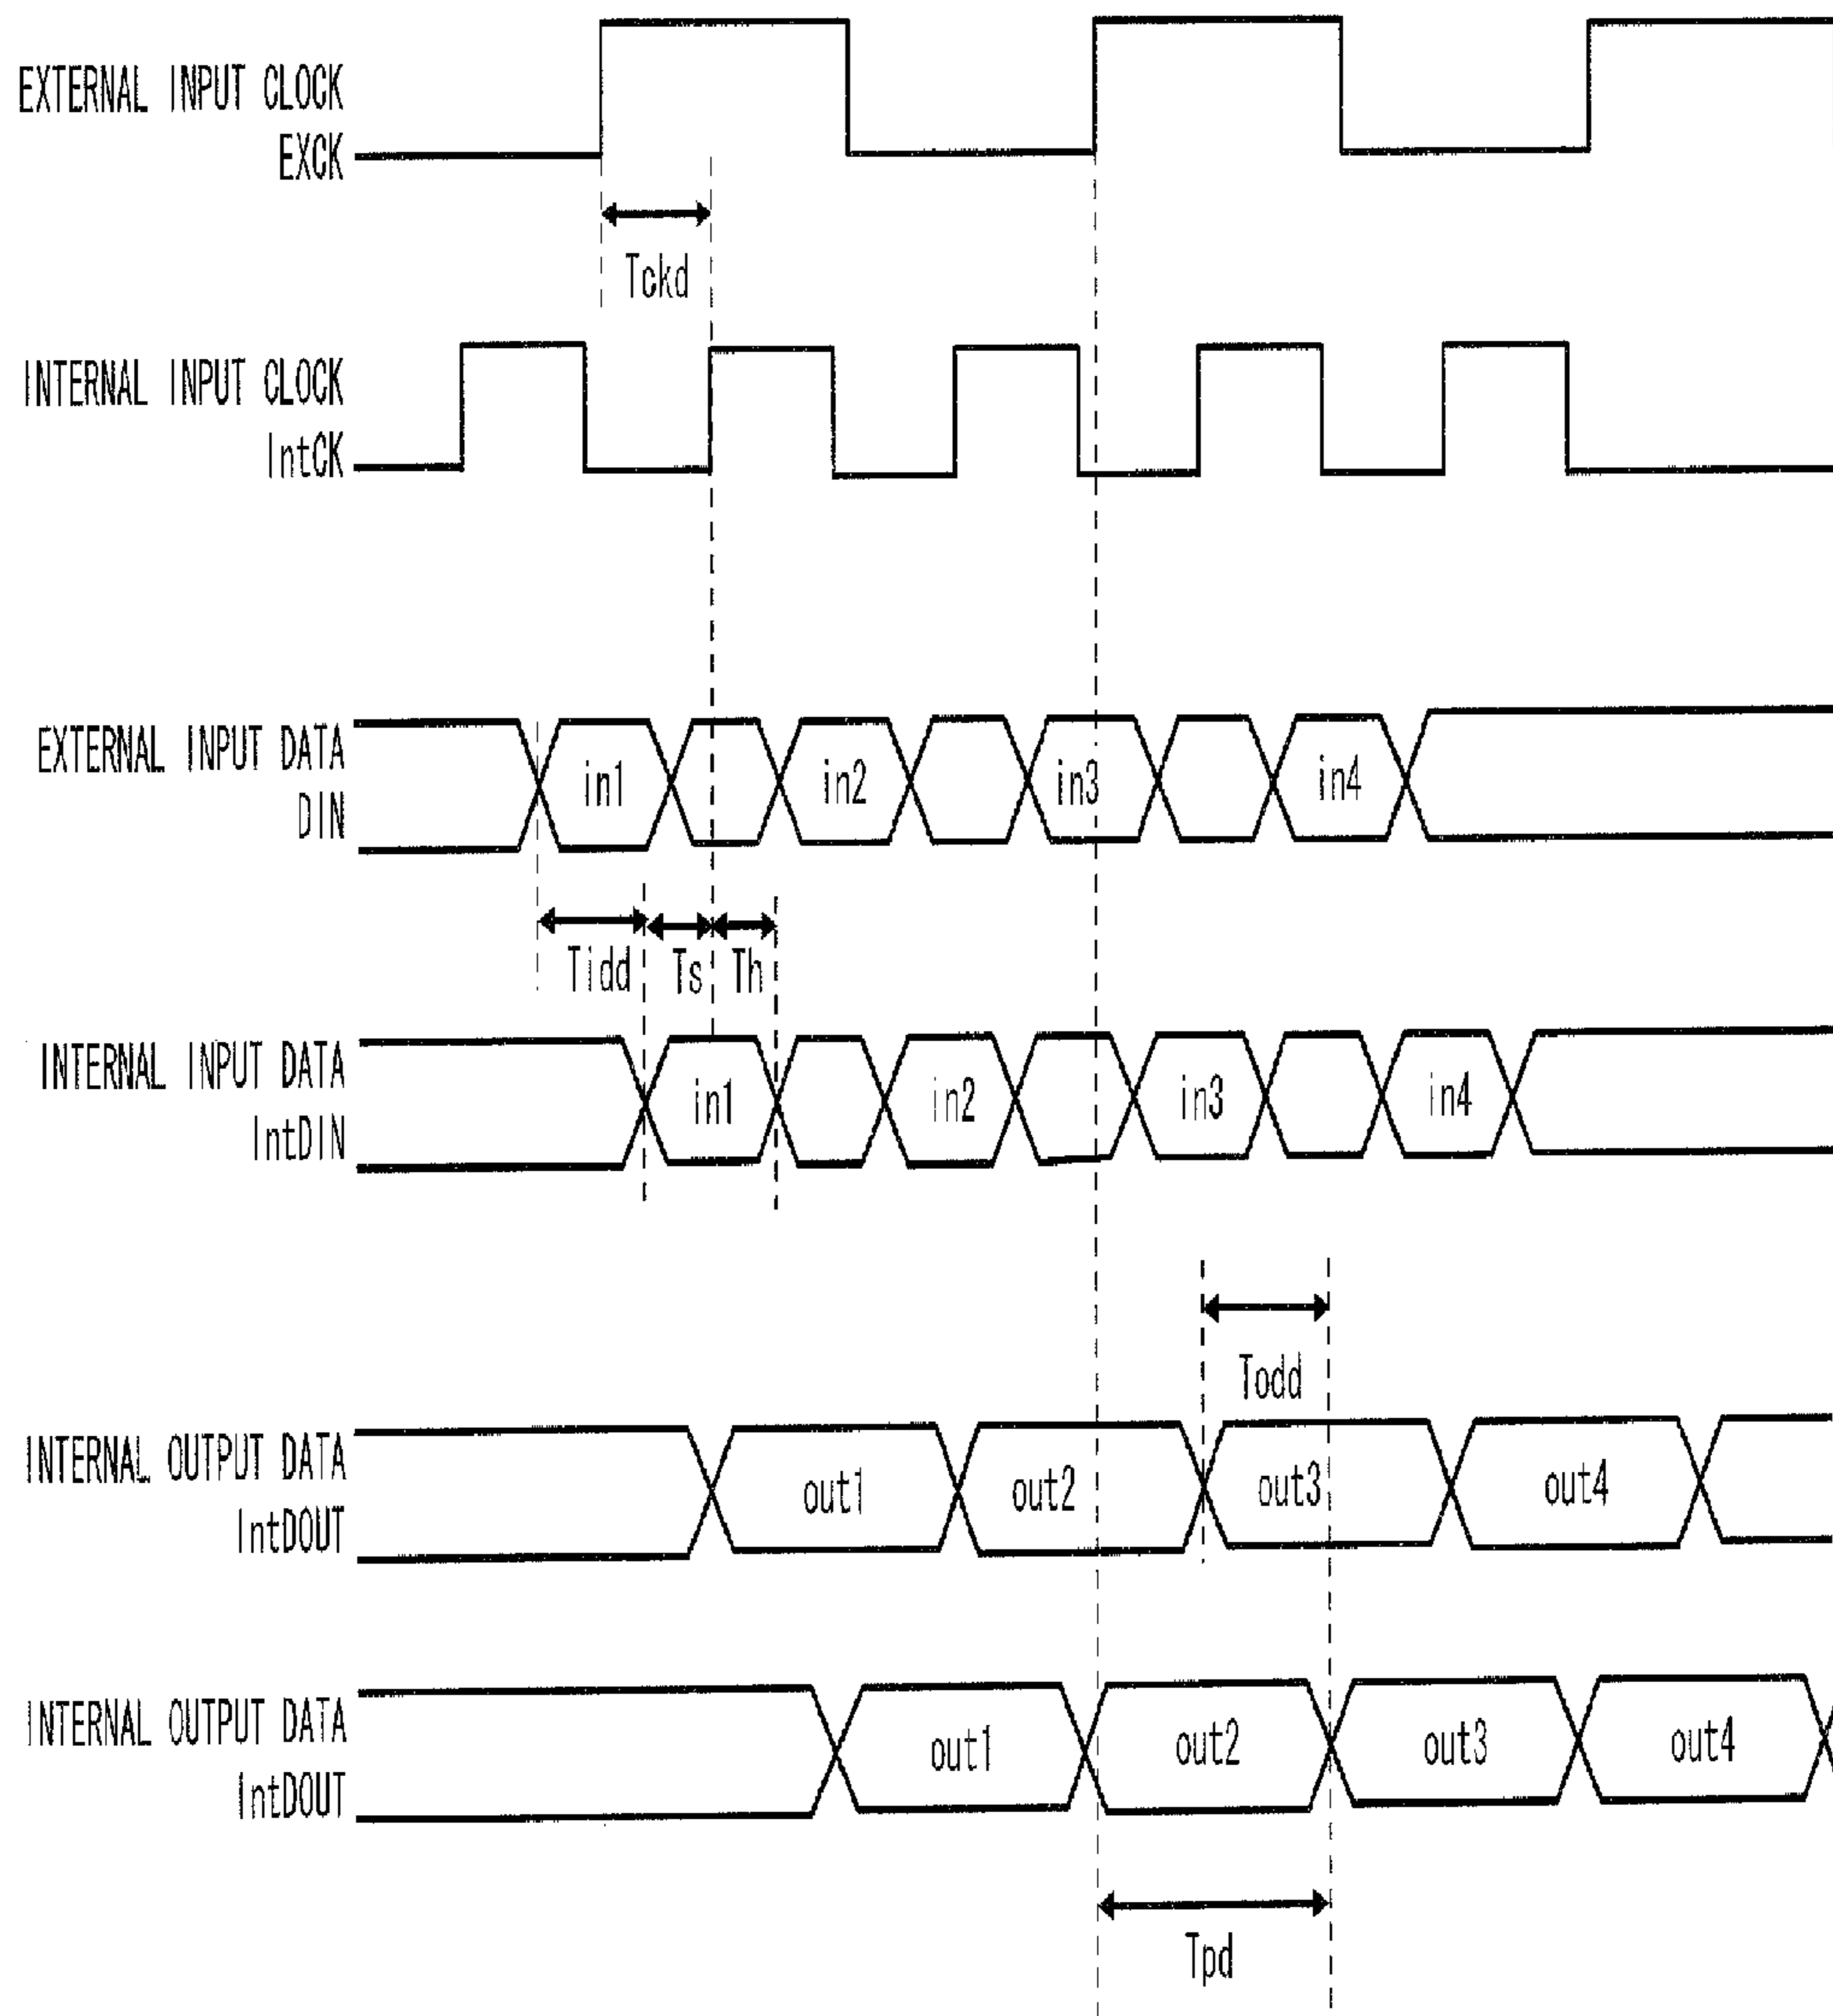 EXTERNAL INPUT CLOCK
EXCK
Tckd
INTERNAL INPUT CLOCK
IntCK
EXTERNAL INPUT DATA
DIN
in1 in2 in3 in4
Tidd Ts Th
INTERNAL INPUT DATA
IntDIN
in1 in2 in3 in4
Todd
INTERNAL OUTPUT DATA
IntDOUT
out1 out2 out3 out4
INTERNAL OUTPUT DATA
IntDOUT
out1 out2 out3 out4
Tpd